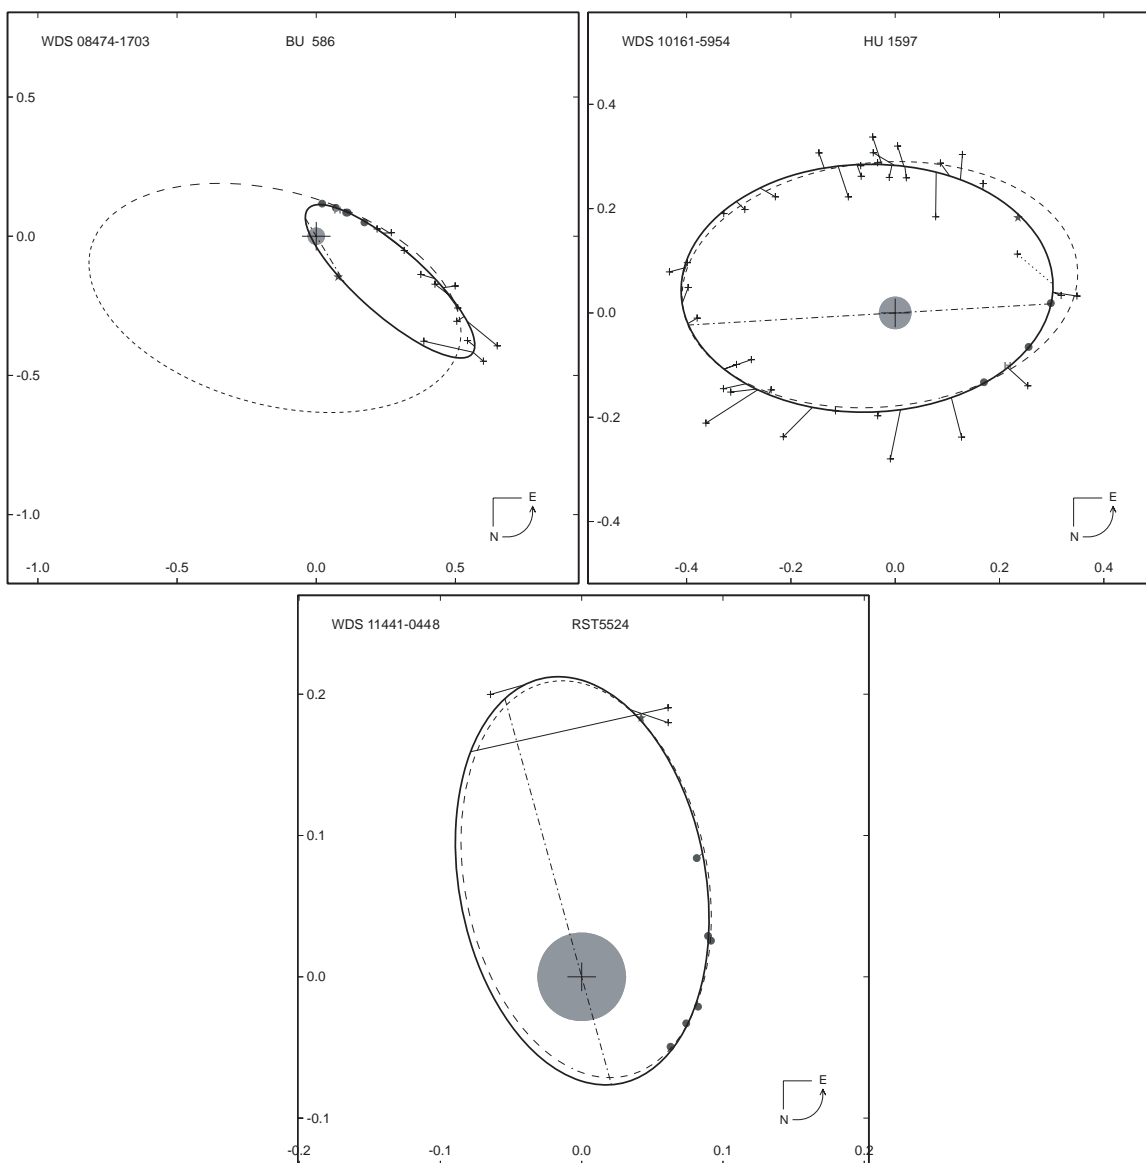 WDS 08474-1703 BU 586
0.5
0.0
-0.5
-1.0
E
N
-1.0 -0.5 0.0 0.5
WDS 10161-5954 HU 1597
0.4
0.2
0.0
-0.2
-0.4
E
N
-0.4 -0.2 0.0 0.2 0.4
WDS 11441-0448 RST5524
0.2
0.1
0.0
-0.1
E
N
-0.2 -0.1 0.0 0.1 0.2